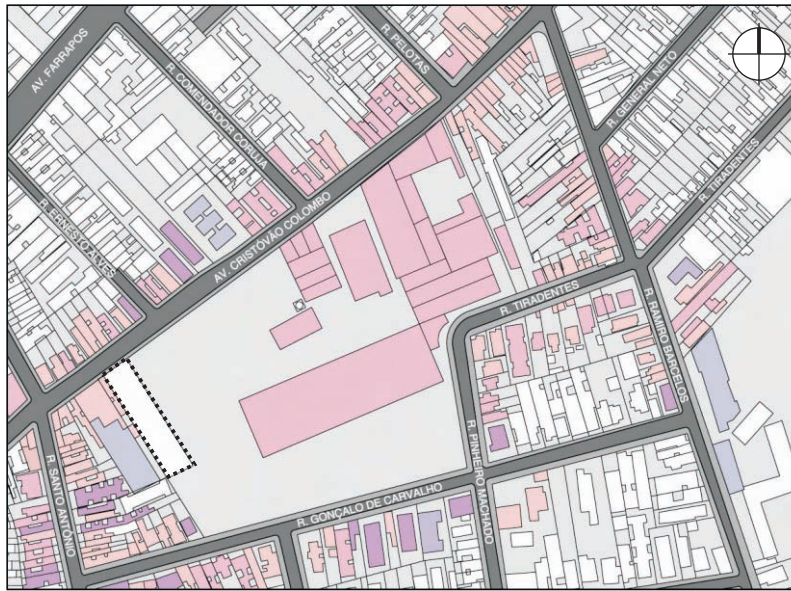 AV. FARRAPOS
R. COMENDADOR CORUJA
R. PELOTAS
R. GENERAL NETO
R. ERNESTO ALVES
AV. CRISTÓVÃO COLOMBO
R. TIRADENTES
R. TIRADENTES
R. RAMIRO BARCELOS
R. PINHEIRO MACHADO
R. SANTO ANTÔNIO
R. GONÇALO DE CARVALHO